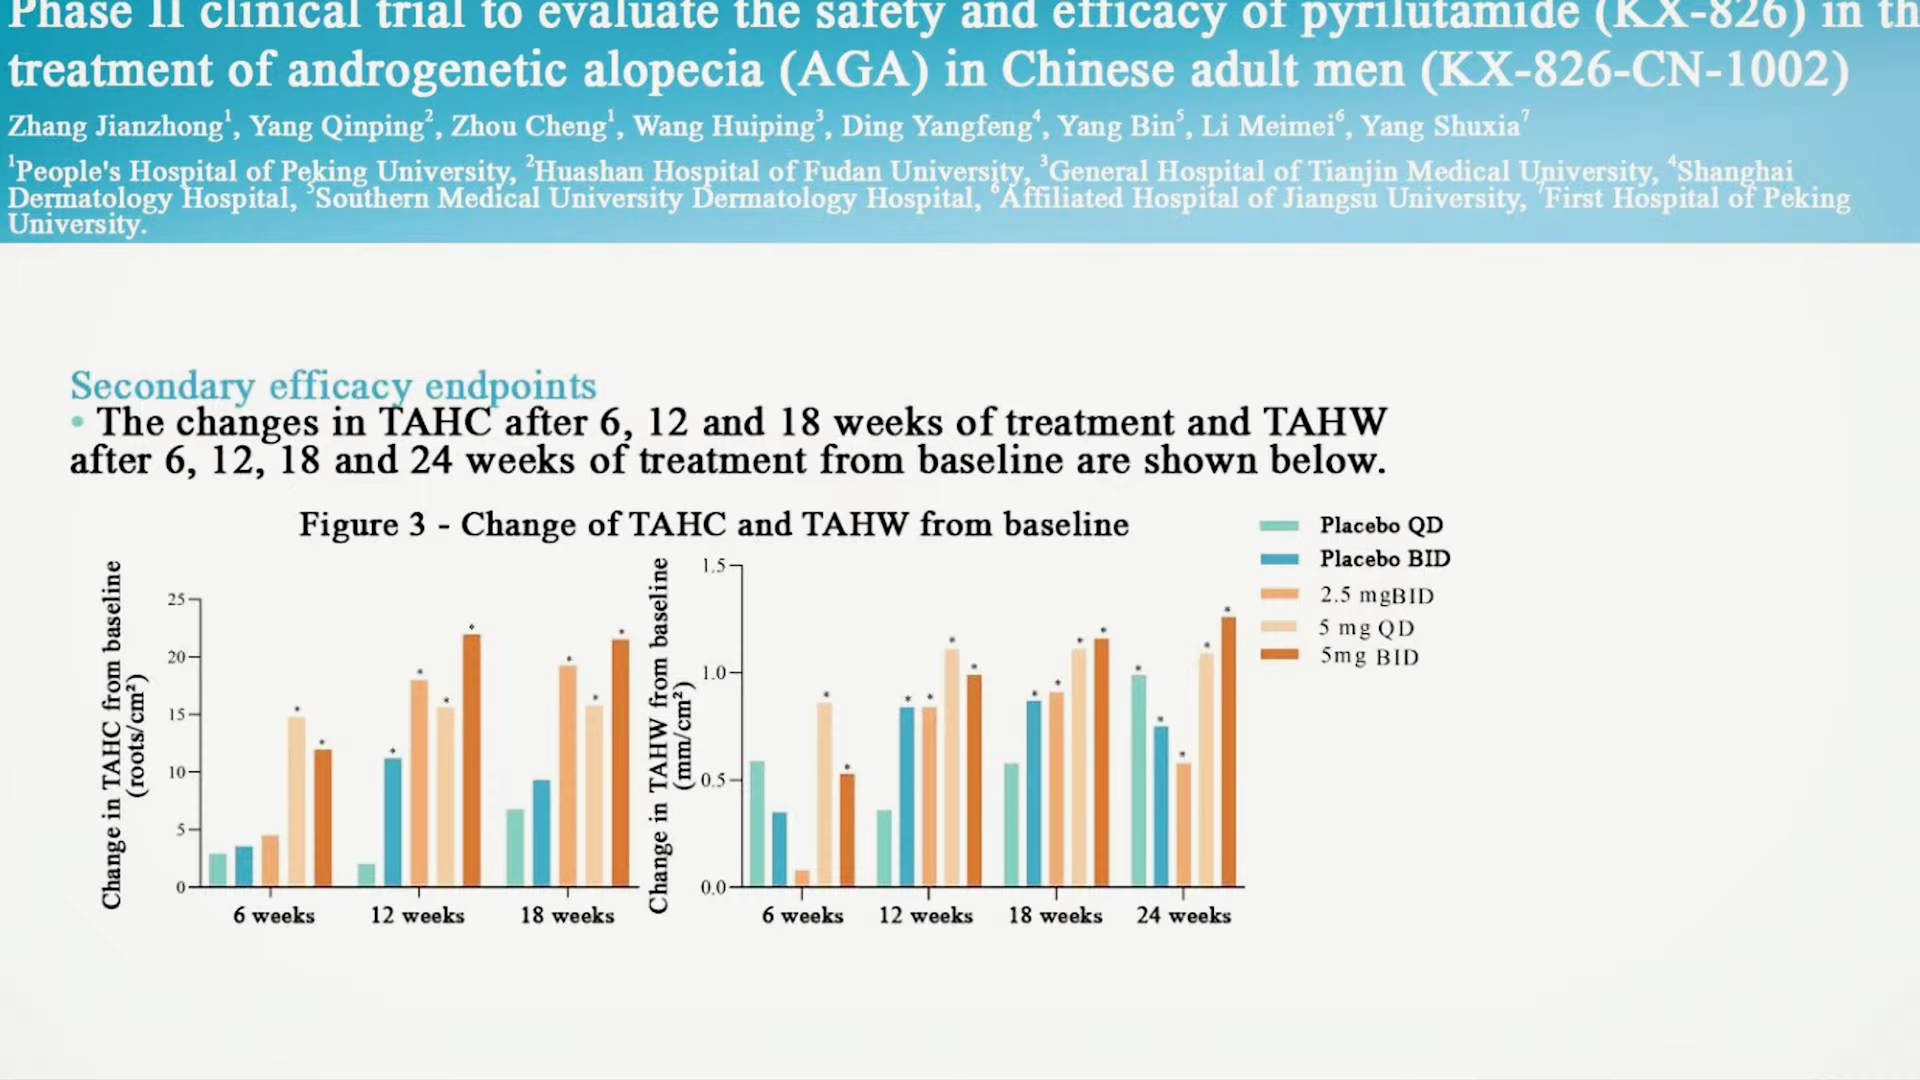 Phase II clinical trial to evaluate the safety and efficacy of pyrilutamide (KX-826) in th
treatment of androgenetic alopecia (AGA) in Chinese adult men (KX-826-CN-1002)
Zhang Jianzhong¹, Yang Qinping², Zhou Cheng¹, Wang Huiping³, Ding Yangfeng⁴, Yang Bin⁵, Li Meimei⁶, Yang Shuxia⁷
¹People's Hospital of Peking University, ²Huashan Hospital of Fudan University, ³General Hospital of Tianjin Medical University, ⁴Shanghai
Dermatology Hospital, ⁵Southern Medical University Dermatology Hospital, ⁶Affiliated Hospital of Jiangsu University, ⁷First Hospital of Peking
University.
Secondary efficacy endpoints
• The changes in TAHC after 6, 12 and 18 weeks of treatment and TAHW
after 6, 12, 18 and 24 weeks of treatment from baseline are shown below.
Figure 3 - Change of TAHC and TAHW from baseline
Change in TAHC from baseline
(roots/cm²)
25
20
15
10
5
0
* * * * * * * * * *
6 weeks 12 weeks 18 weeks
Change in TAHW from baseline
(mm/cm²)
1.5
1.0
0.5
0.0
* * * * * * * * * * * * * * *
6 weeks 12 weeks 18 weeks 24 weeks
Placebo QD
Placebo BID
2.5 mgBID
5 mg QD
5mg BID